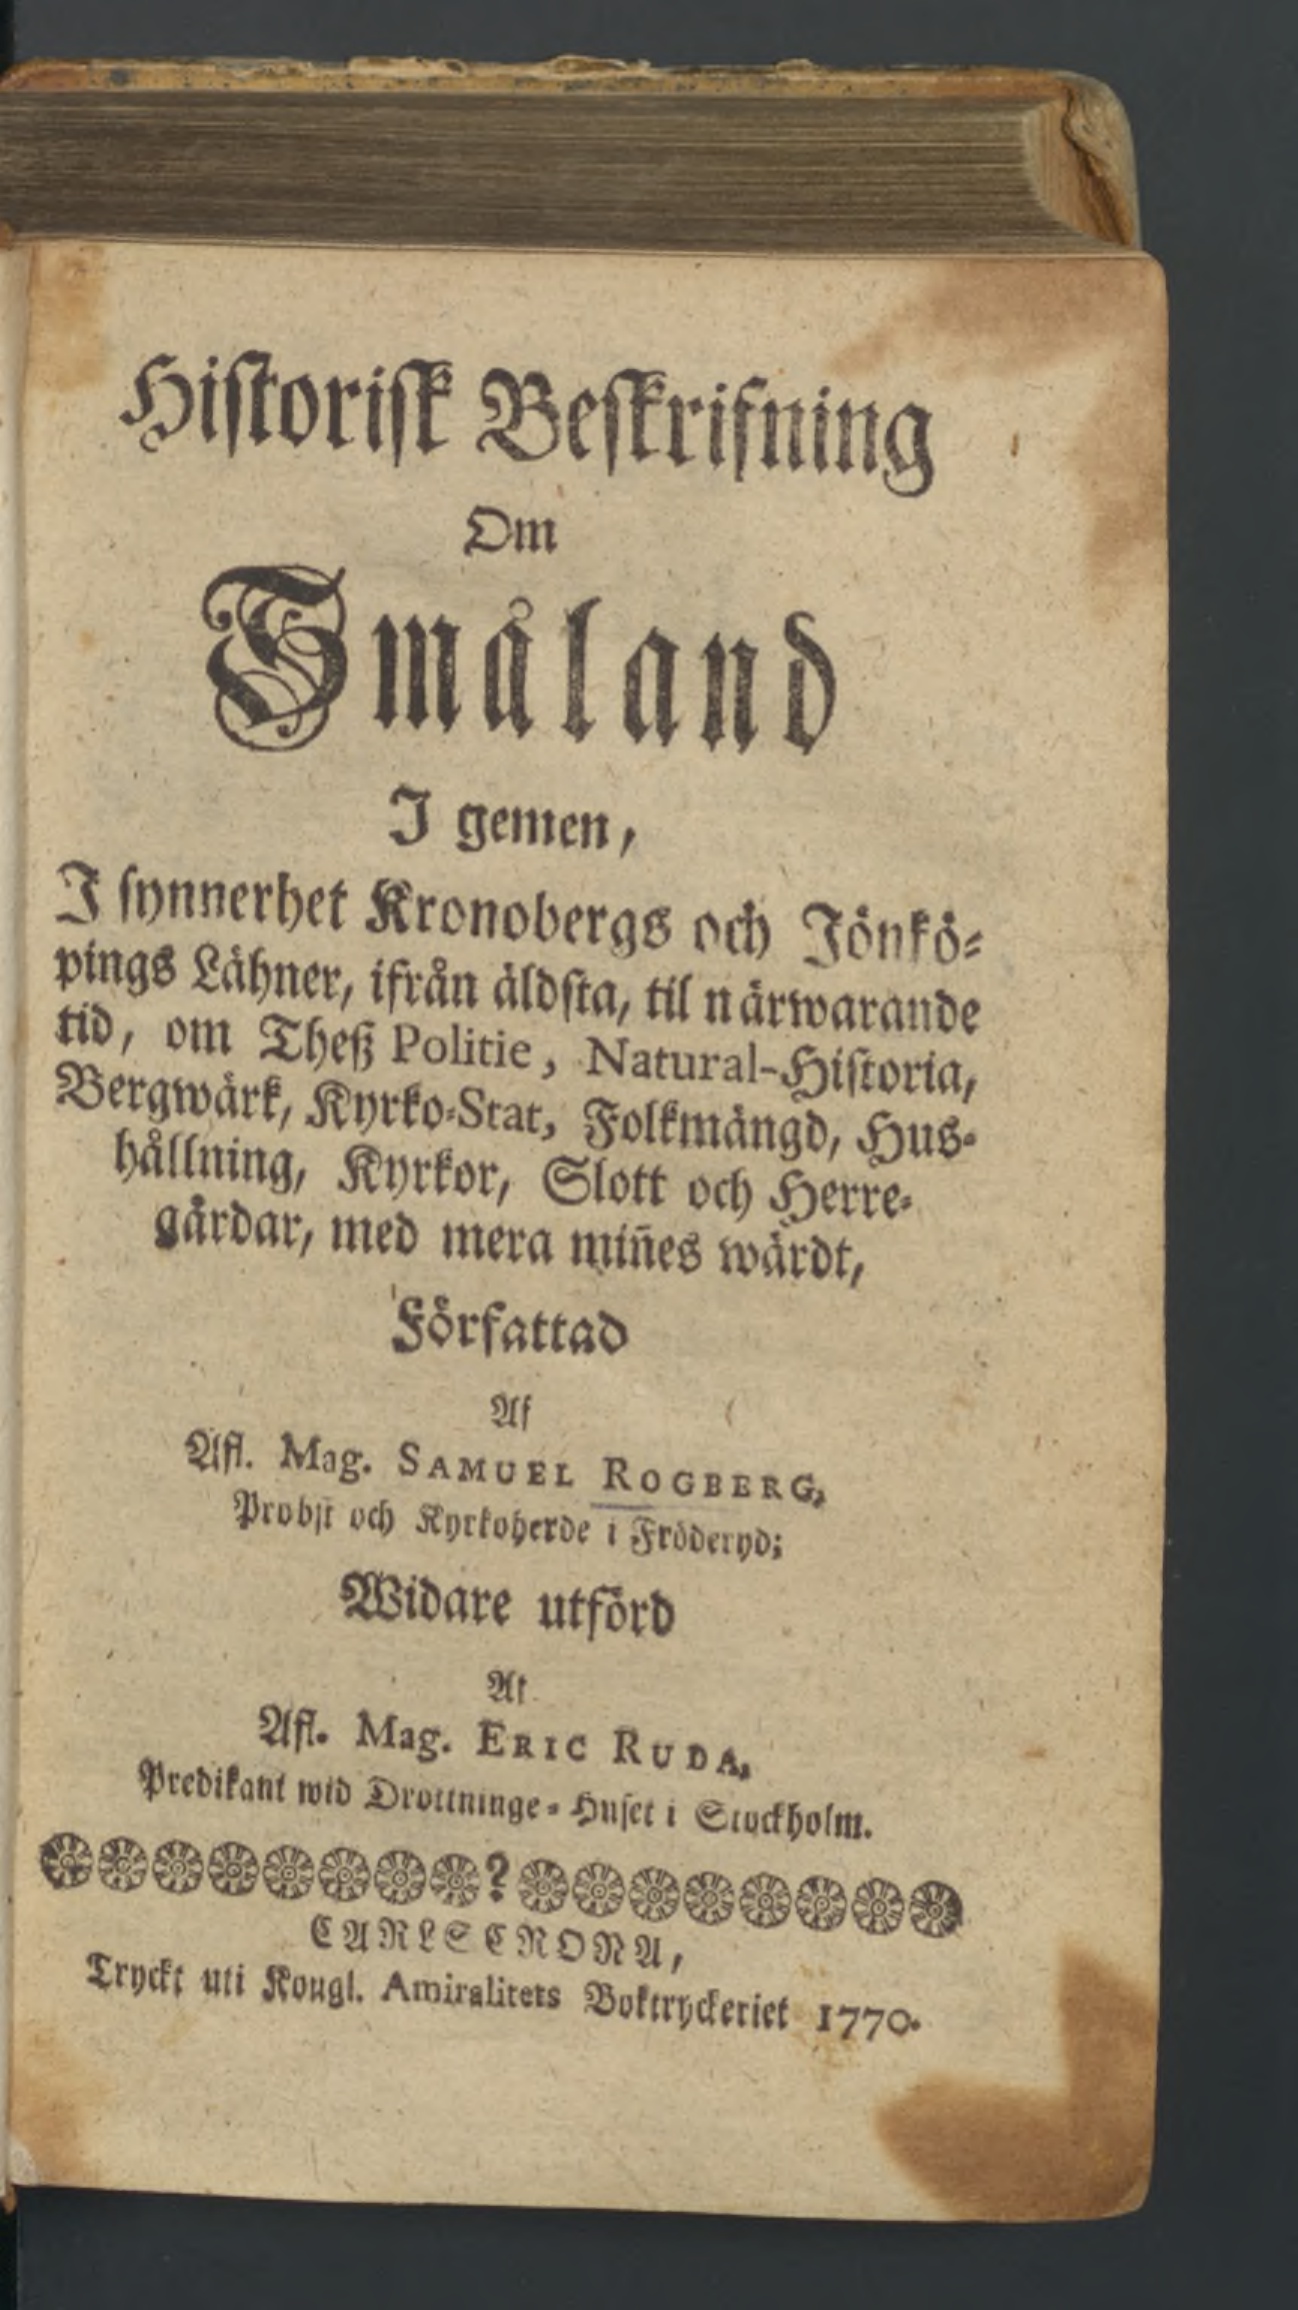 Historisk Beskrifning
Om
Småland
I gemen,
I synnerhet Kronobergs och Jönkö-
pings Lähner, ifrån äldsta, til närwarande
tid, om Theß Politie, Natural-Historia,
Bergwärk, Kyrko-Stat, Folkmängd, Hus-
hållning, Kyrkor, Slott och Herre-
gårdar, med mera miñes wärdt,
Författad
Af
Afl. Mag. SAMUEL ROGBERG,
Probst och Kyrkoherde i Fröderyd;
Widare utförd
Af
Afl. Mag. ERIC RUDA,
Predikant wid Drottninge-Huset i Stockholm.
?
CARLSCRONA,
Tryckt uti Kongl. Amiralitets Boktryckeriet 1770.